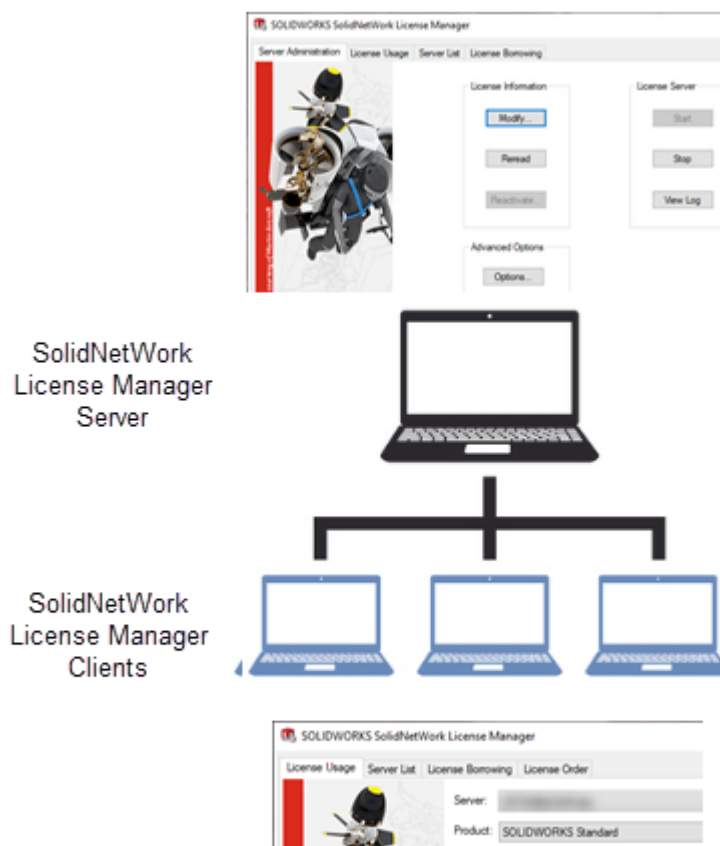 SOLIDWORKS SolidNetWork License Manager
Server Administration License Usage Server List License Borrowing
License Information License Server
Modify... Start
Reread Stop
Reactivate... View Log
Advanced Options
Options...
SolidNetWork
License Manager
Server
SolidNetWork
License Manager
Clients
SOLIDWORKS SolidNetWork License Manager
License Usage Server List License Borrowing License Order
Server:
Product: SOLIDWORKS Standard